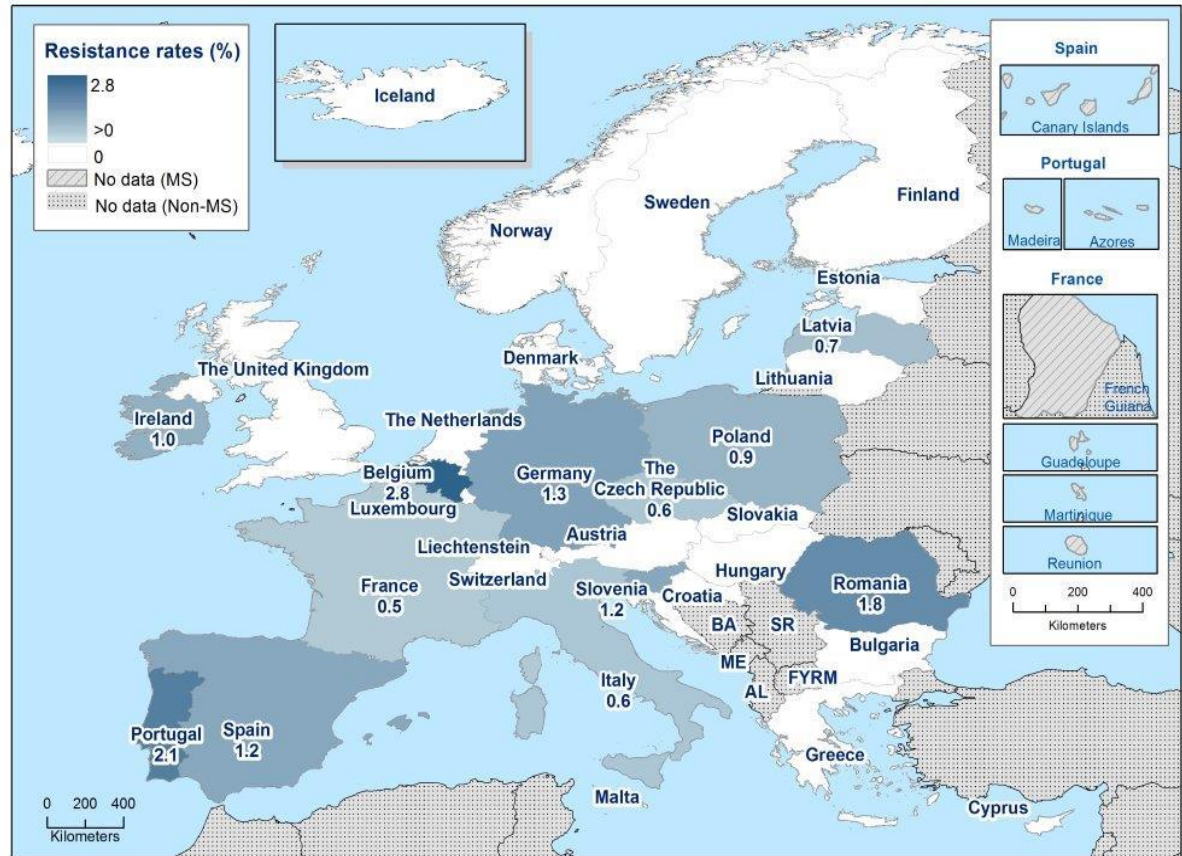 Resistance rates (%)
2.8
>0
0
No data (MS)
No data (Non-MS)
Iceland
Spain
Canary Islands
Portugal
Madeira
Azores
France
French
Guiana
Guadeloupe
Martinique
Reunion
0 200 400
Kilometers
Finland
Sweden
Norway
Estonia
Latvia
0.7
Denmark
Lithuania
The United Kingdom
Ireland
1.0
The Netherlands
Poland
0.9
Belgium
2.8
Luxembourg
Germany
1.3
The
Czech Republic
0.6
Slovakia
Austria
Liechtenstein
Switzerland
Hungary
France
0.5
Slovenia
1.2
Croatia
Romania
1.8
BA
SR
Bulgaria
ME
FYRM
AL
Italy
0.6
Portugal
2.1
Spain
1.2
Greece
Malta
Cyprus
0 200 400
Kilometers